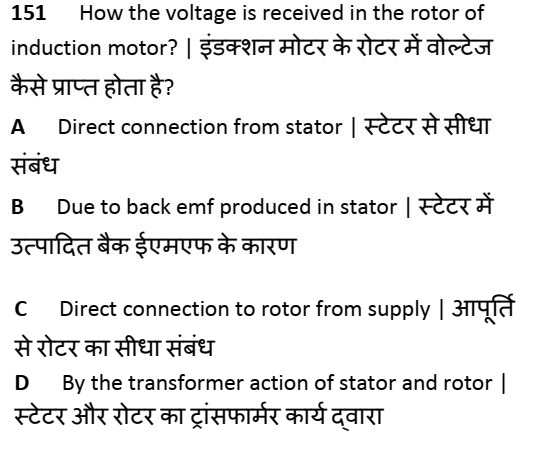 151 How the voltage is received in the rotor of
induction motor? | इंडक्शन मोटर के रोटर में वोल्टेज
कैसे प्राप्त होता है?
A Direct connection from stator | स्टेटर से सीधा
संबंध
B Due to back emf produced in stator | स्टेटर में
उत्पादित बैक ईएमएफ के कारण
C Direct connection to rotor from supply | आपूर्ति
से रोटर का सीधा संबंध
D By the transformer action of stator and rotor |
स्टेटर और रोटर का ट्रांसफार्मर कार्य द्वारा